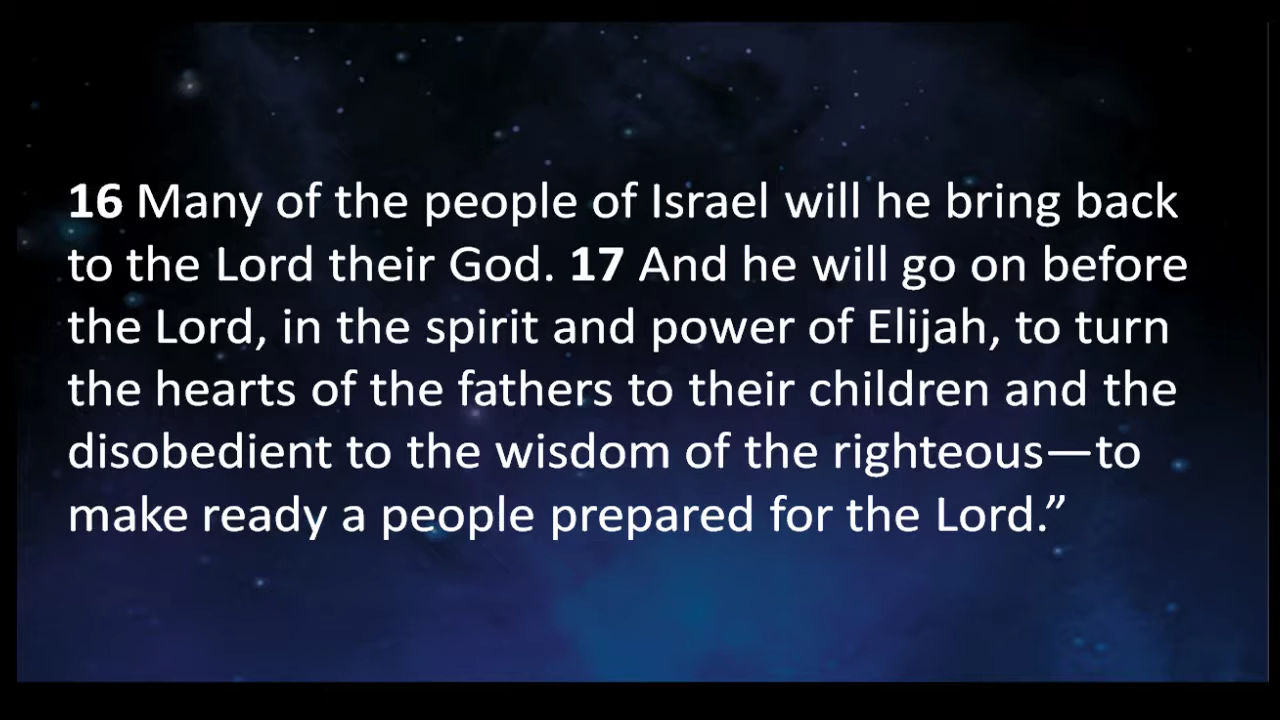 16 Many of the people of Israel will he bring back
to the Lord their God. 17 And he will go on before
the Lord, in the spirit and power of Elijah, to turn
the hearts of the fathers to their children and the
disobedient to the wisdom of the righteous—to
make ready a people prepared for the Lord.”